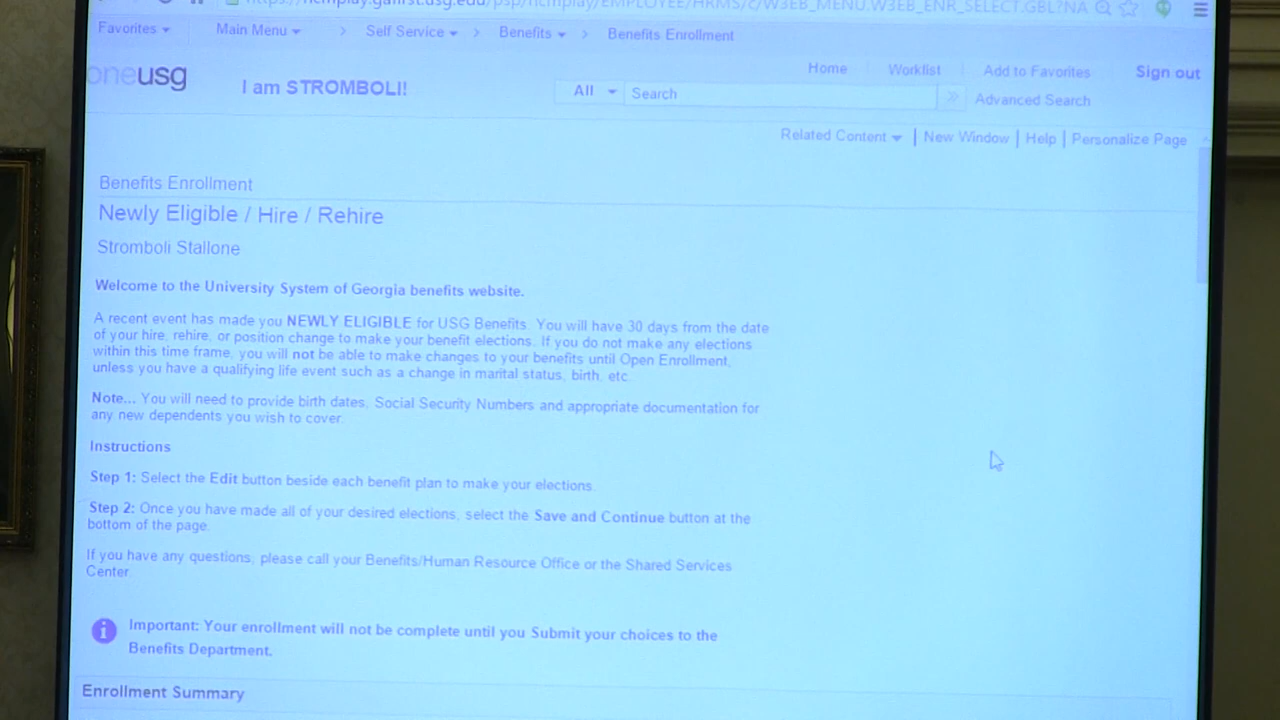 Favorites Main Menu > Self Service > Benefits > Benefits Enrollment
oneusg I am STROMBOLI! All Search Home Worklist Add to Favorites Sign out
Advanced Search
Related Content | New Window | Help | Personalize Page
Benefits Enrollment
Newly Eligible / Hire / Rehire
Stromboli Stallone
Welcome to the University System of Georgia benefits website.
A recent event has made you NEWLY ELIGIBLE for USG Benefits. You will have 30 days from the date
of your hire, rehire, or position change to make your benefit elections. If you do not make any elections
within this time frame, you will not be able to make changes to your benefits until Open Enrollment,
unless you have a qualifying life event such as a change in marital status, birth, etc.
Note... You will need to provide birth dates, Social Security Numbers and appropriate documentation for
any new dependents you wish to cover.
Instructions
Step 1: Select the Edit button beside each benefit plan to make your elections.
Step 2: Once you have made all of your desired elections, select the Save and Continue button at the
bottom of the page.
If you have any questions, please call your Benefits/Human Resource Office or the Shared Services
Center.
Important: Your enrollment will not be complete until you Submit your choices to the
Benefits Department.
Enrollment Summary